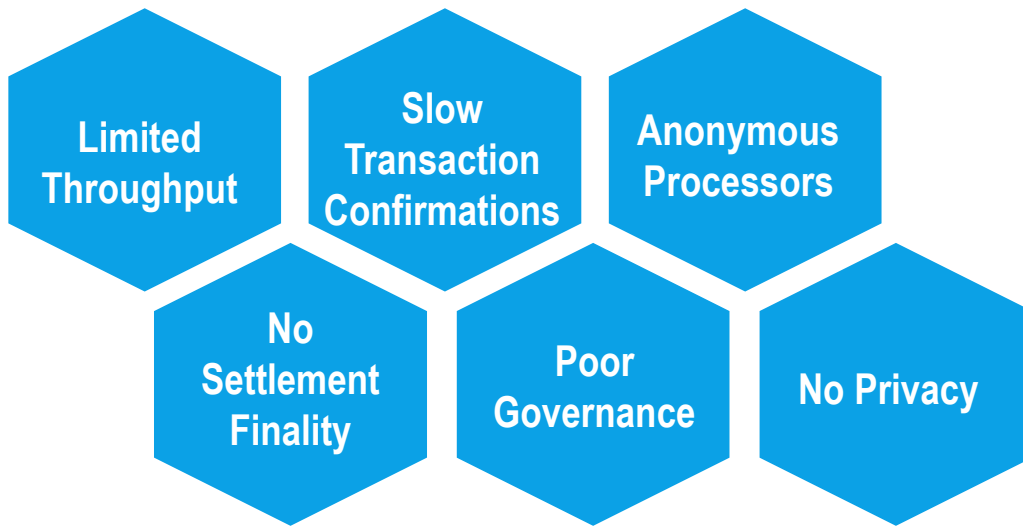 Limited
Throughput
Slow
Transaction
Confirmations
Anonymous
Processors
No
Settlement
Finality
Poor
Governance
No Privacy